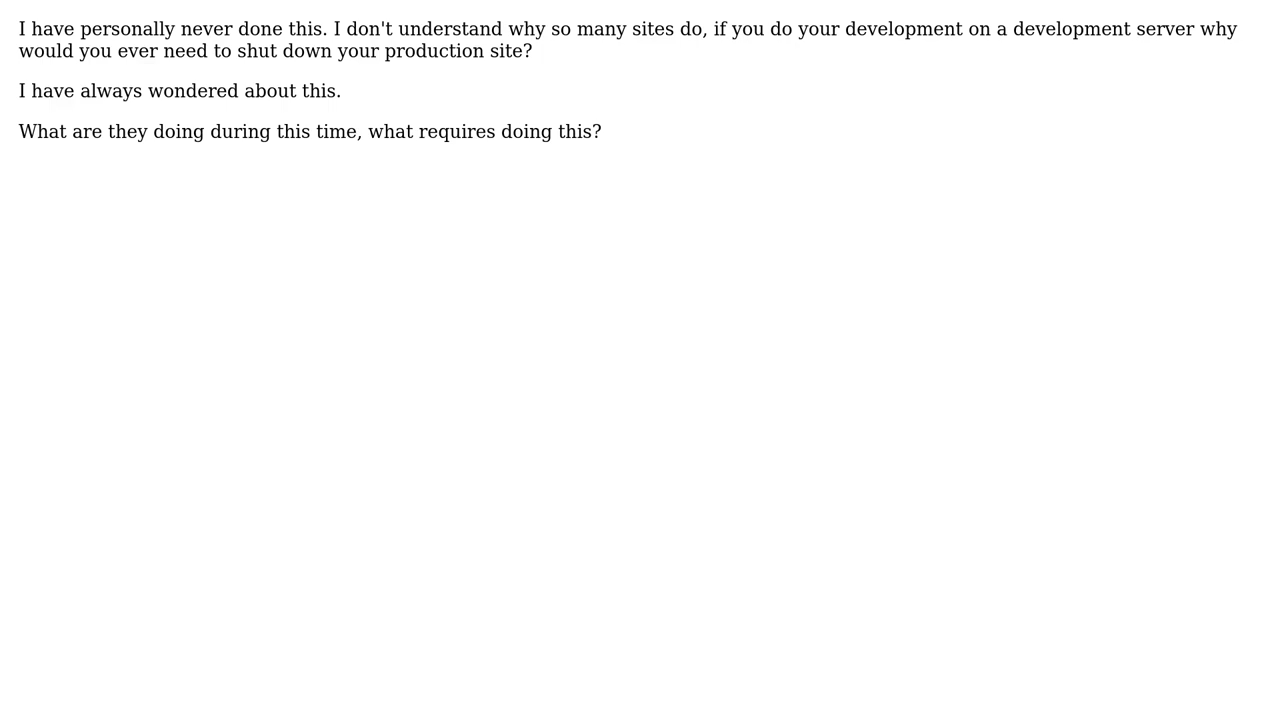 I have personally never done this. I don't understand why so many sites do, if you do your development on a development server why
would you ever need to shut down your production site?
I have always wondered about this.
What are they doing during this time, what requires doing this?